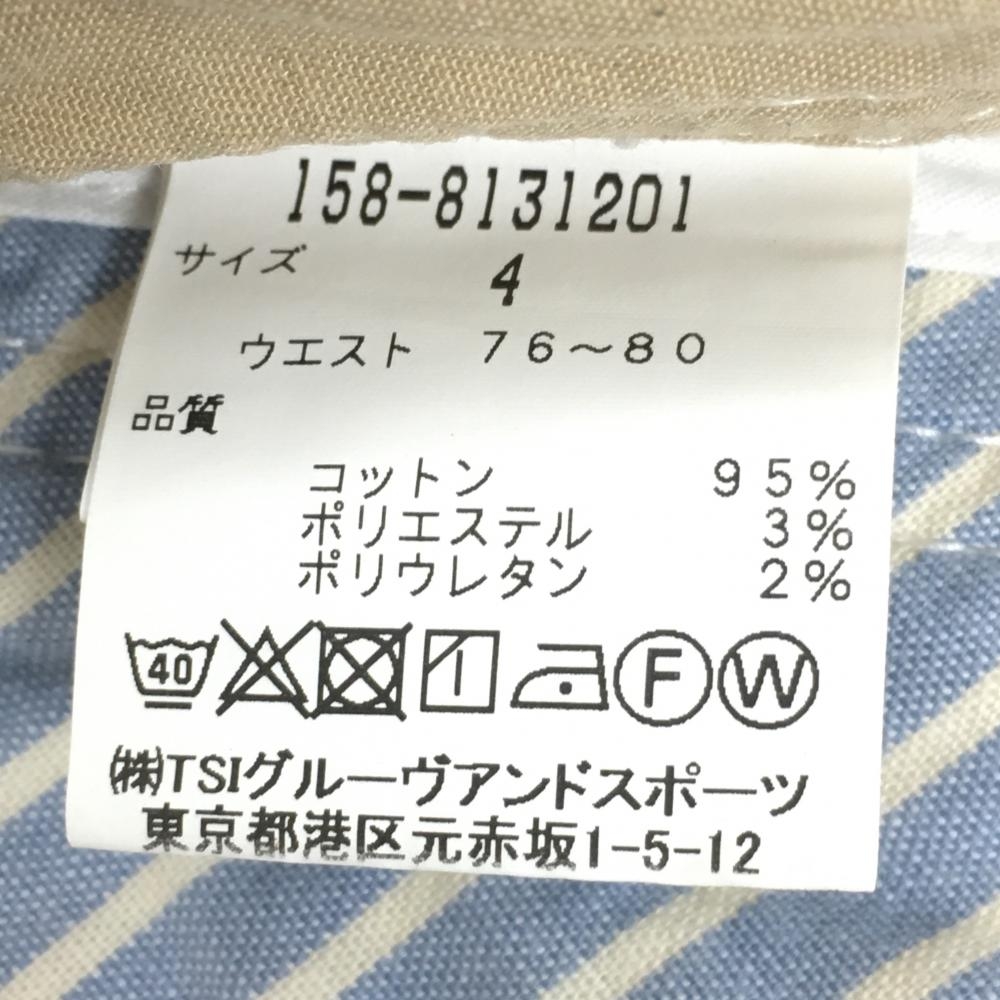 158-8131201
サイズ 4
ウエスト 76～80
品質
コットン 95%
ポリエステル 3%
ポリウレタン 2%
40 F W
㈱TSIグルーヴアンドスポーツ
東京都港区元赤坂1-5-12